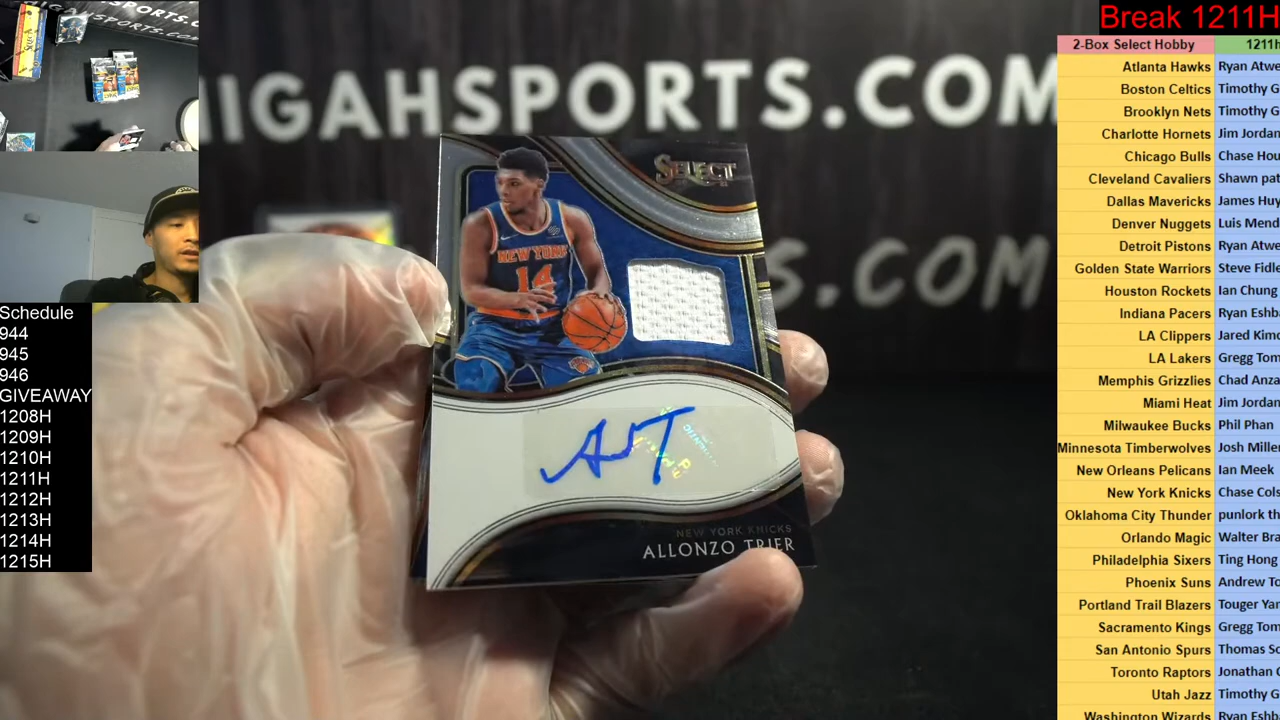 Break 1211H
2-Box Select Hobby 1211h
Atlanta Hawks Ryan Atwe
Boston Celtics Timothy G
Brooklyn Nets Timothy G
Charlotte Hornets Jim Jordan
Chicago Bulls Chase Hou
Cleveland Cavaliers Shawn pat
Dallas Mavericks James Huy
Denver Nuggets Luis Mend
Detroit Pistons Ryan Atwe
Golden State Warriors Steve Fidle
Houston Rockets Ian Chung
Indiana Pacers Ryan Eshb
LA Clippers Jared Kimo
LA Lakers Gregg Tom
Memphis Grizzlies Chad Anza
Miami Heat Jim Jordan
Milwaukee Bucks Phil Phan
Minnesota Timberwolves Josh Miller
New Orleans Pelicans Ian Meek
New York Knicks Chase Cols
Oklahoma City Thunder punlork th
Orlando Magic Walter Bra
Philadelphia Sixers Ting Hong
Phoenix Suns Andrew To
Portland Trail Blazers Touger Yan
Sacramento Kings Gregg Tom
San Antonio Spurs Thomas Sc
Toronto Raptors Jonathan C
Utah Jazz Timothy G
Washington Wizards Ryan Eshb
IGAHSPORTS.COM
S.COM
SELECT
NEW YORK
14
NEW YORK KNICKS
ALLONZO TRIER
Schedule
944
945
946
GIVEAWAY
1208H
1209H
1210H
1211H
1212H
1213H
1214H
1215H